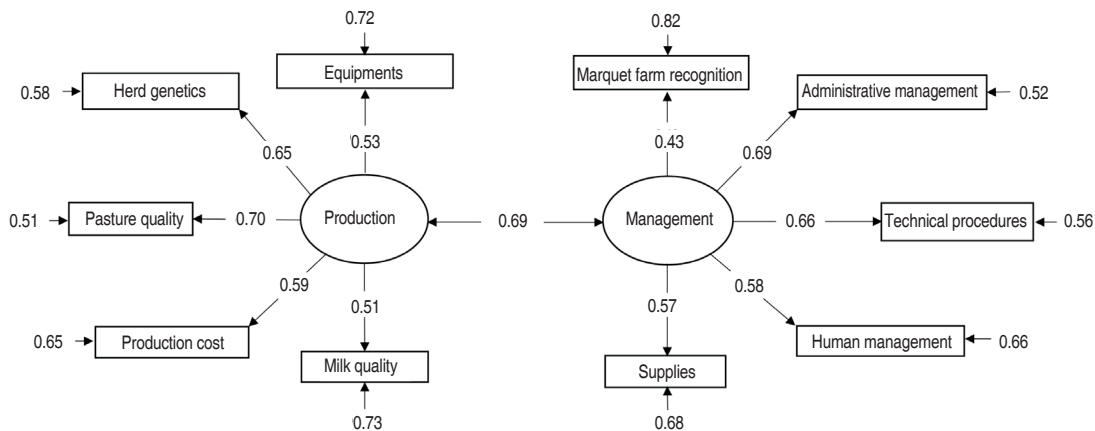 0.72
0.82
Equipments
Marquet farm recognition
0.58
Herd genetics
Administrative management
0.52
0.65
0.53
0.43
0.69
0.51
Pasture quality
0.70
Production
0.69
Management
0.66
Technical procedures
0.56
0.59
0.51
0.57
0.58
0.65
Production cost
Milk quality
Supplies
Human management
0.66
0.73
0.68